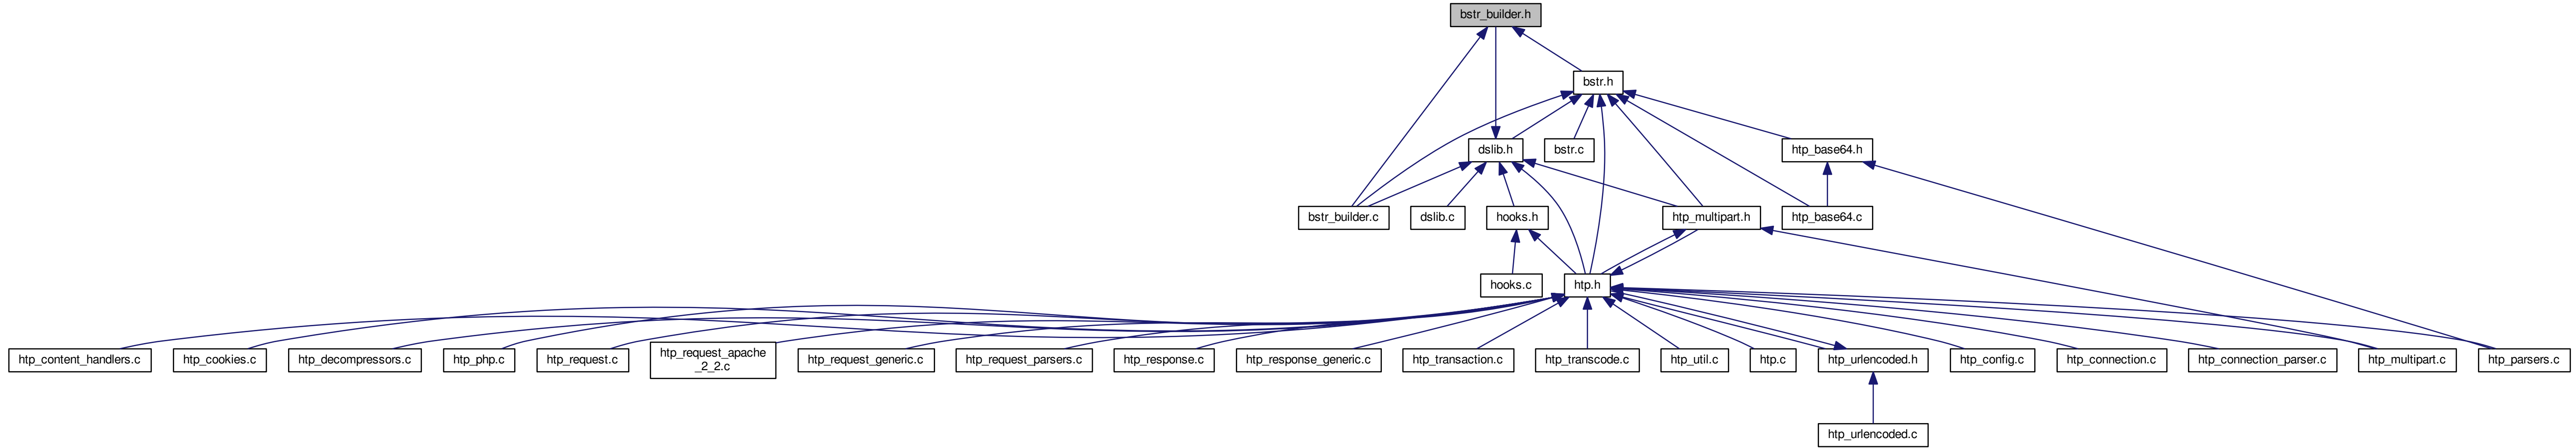 bstr_builder.h
bstr.h
dslib.h
bstr.c
htp_base64.h
bstr_builder.c
dslib.c
hooks.h
htp_multipart.h
htp_base64.c
hooks.c
htp.h
htp_content_handlers.c
htp_cookies.c
htp_decompressors.c
htp_php.c
htp_request.c
htp_request_apache
_2_2.c
htp_request_generic.c
htp_request_parsers.c
htp_response.c
htp_response_generic.c
htp_transaction.c
htp_transcode.c
htp_util.c
htp.c
htp_urlencoded.h
htp_config.c
htp_connection.c
htp_connection_parser.c
htp_multipart.c
htp_parsers.c
htp_urlencoded.c